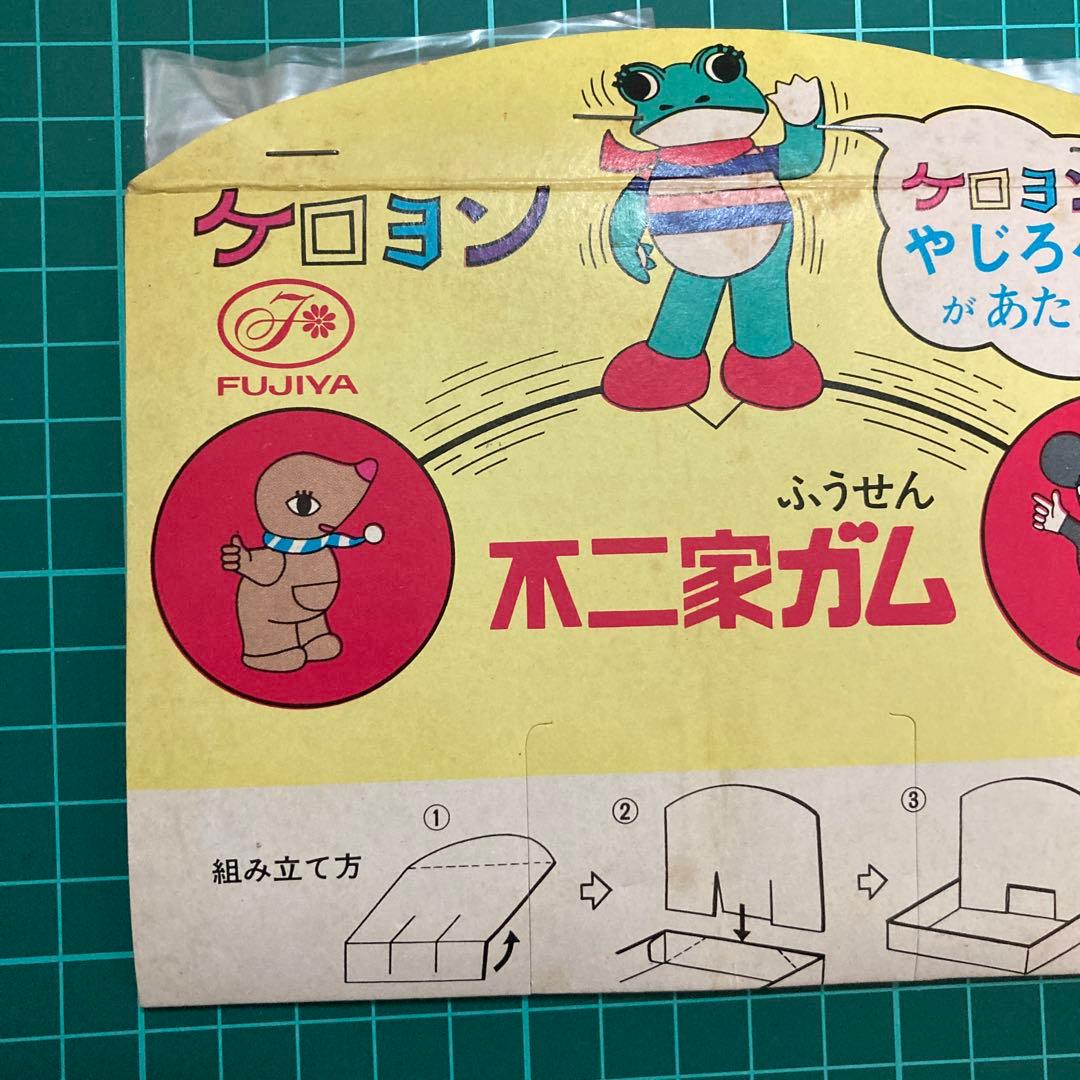 ケロヨン
FUJIYA
ケロヨン
やじろ
が あた
ふうせん
不二家ガム
組み立て方
①
②
③